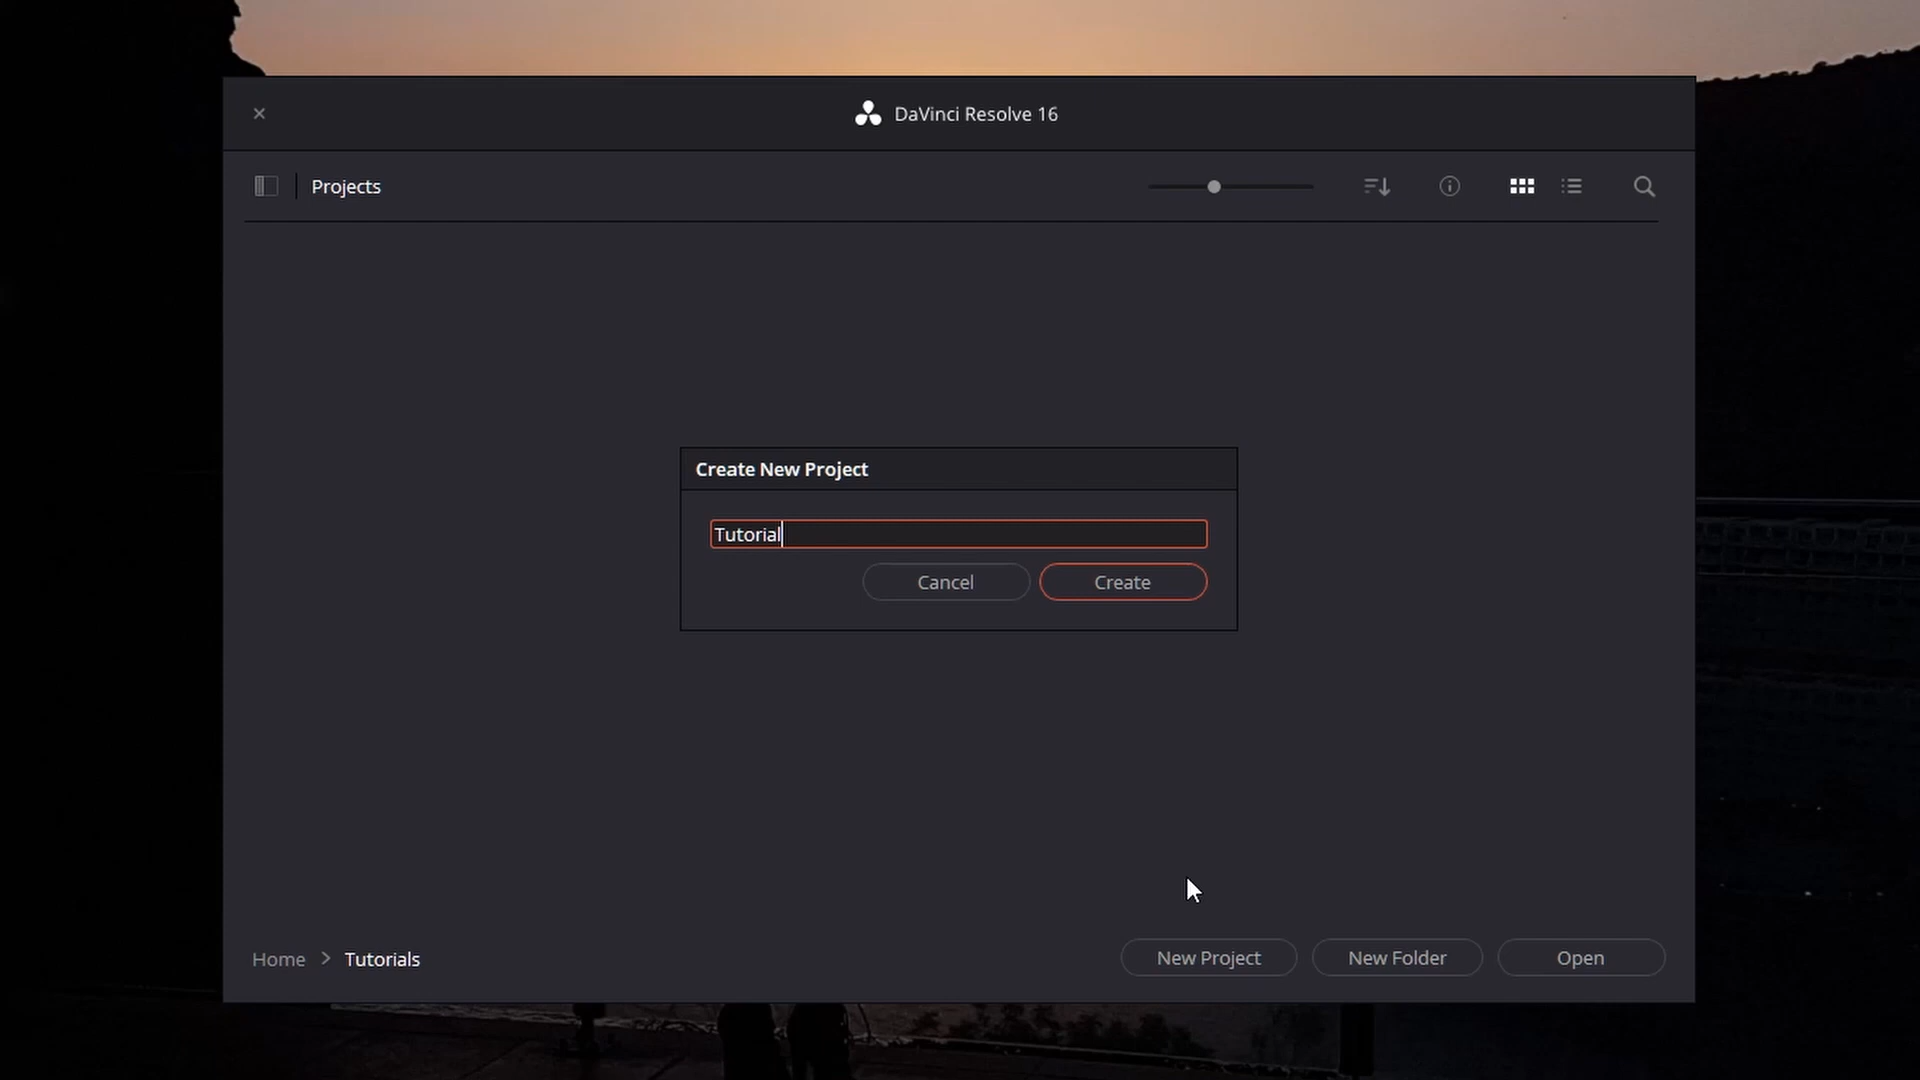 DaVinci Resolve 16
Projects
Create New Project
Tutorial
Cancel
Create
Home > Tutorials
New Project
New Folder
Open